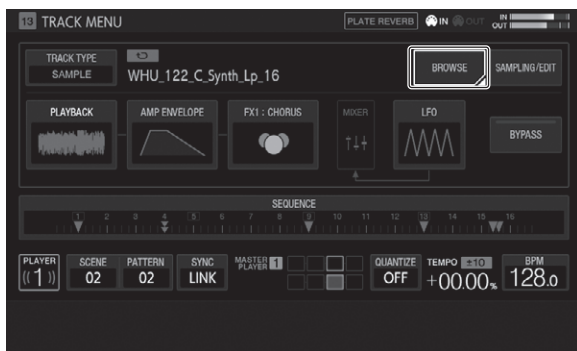 13 TRACK MENU
PLATE REVERB IN OUT IN OUT
TRACK TYPE
SAMPLE
WHU_122_C_Synth_Lp_16
BROWSE
SAMPLING/EDIT
PLAYBACK
AMP ENVELOPE
FX1 : CHORUS
MIXER
LFO
BYPASS
SEQUENCE
1 2 3 4 5 6 7 8 9 10 11 12 13 14 15 16
PLAYER
((1))
SCENE
02
PATTERN
02
SYNC
LINK
MASTER PLAYER 1
QUANTIZE
OFF
TEMPO ±10
+00.00%
BPM
128.0